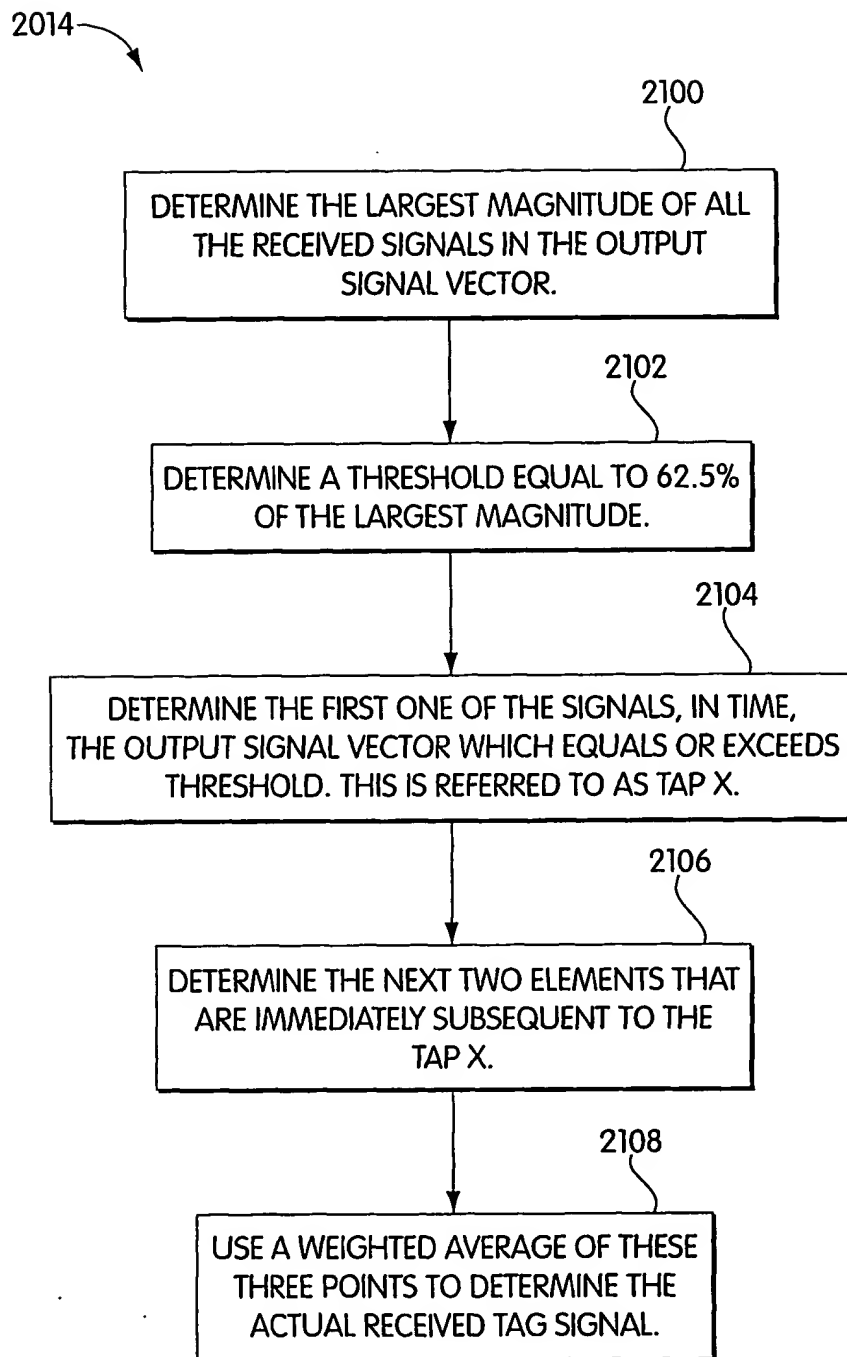 2014
2100
DETERMINE THE LARGEST MAGNITUDE OF ALL
THE RECEIVED SIGNALS IN THE OUTPUT
SIGNAL VECTOR.
2102
DETERMINE A THRESHOLD EQUAL TO 62.5%
OF THE LARGEST MAGNITUDE.
2104
DETERMINE THE FIRST ONE OF THE SIGNALS, IN TIME,
THE OUTPUT SIGNAL VECTOR WHICH EQUALS OR EXCEEDS
THRESHOLD. THIS IS REFERRED TO AS TAP X.
2106
DETERMINE THE NEXT TWO ELEMENTS THAT
ARE IMMEDIATELY SUBSEQUENT TO THE
TAP X.
2108
USE A WEIGHTED AVERAGE OF THESE
THREE POINTS TO DETERMINE THE
ACTUAL RECEIVED TAG SIGNAL.